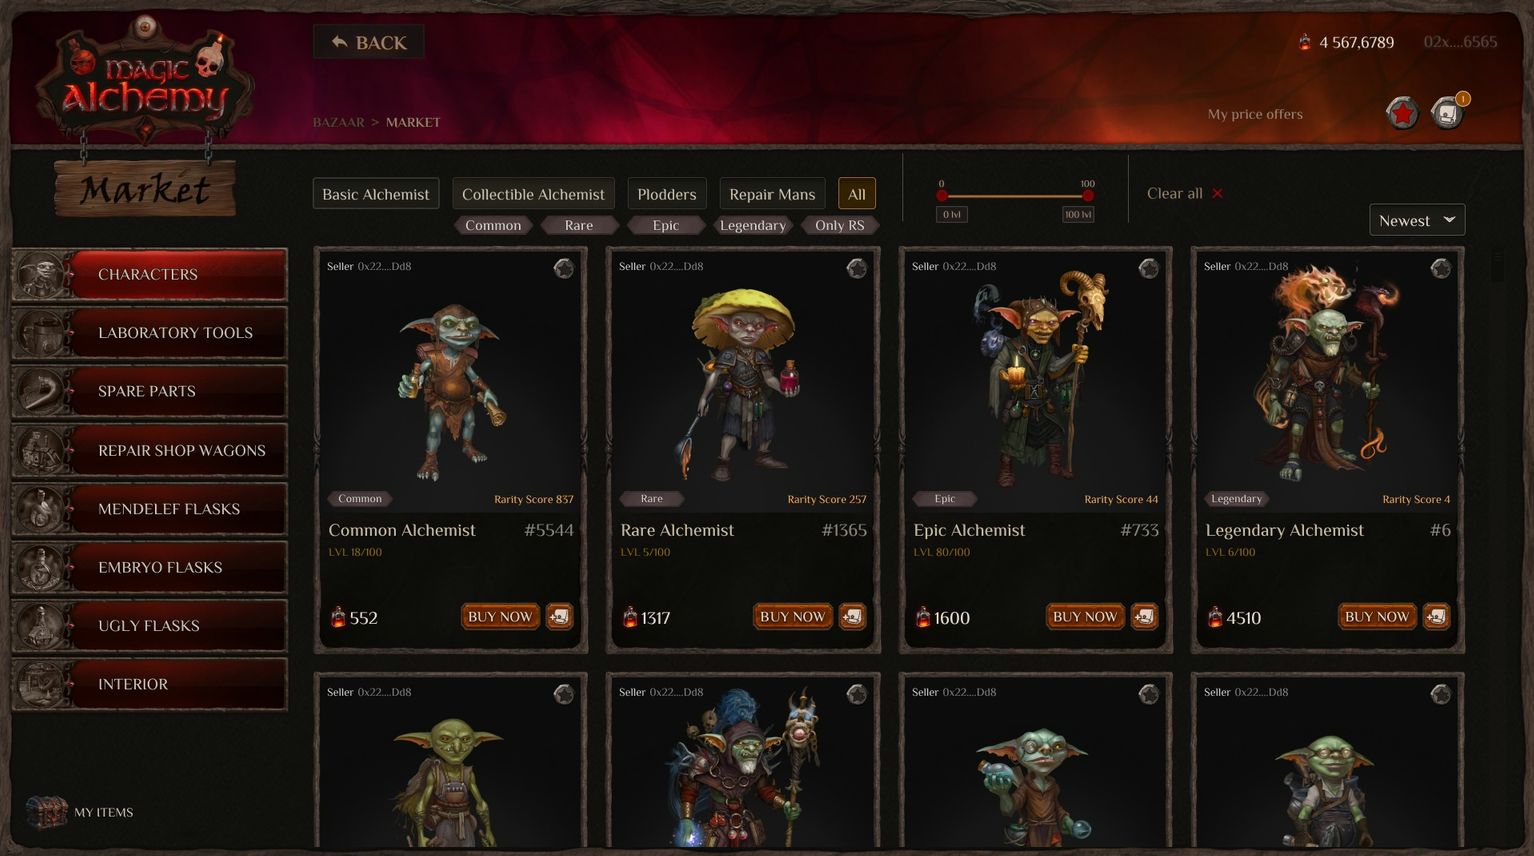 MAGIC
Alchemy
Market
BACK
BAZAAR > MARKET
4 567,6789
02x....6565
My price offers
1
Basic Alchemist
Collectible Alchemist
Plodders
Repair Mans
All
Common
Rare
Epic
Legendary
Only RS
0
100
0 lvl
100 lvl
Clear all
Newest
CHARACTERS
LABORATORY TOOLS
SPARE PARTS
REPAIR SHOP WAGONS
MENDELEF FLASKS
EMBRYO FLASKS
UGLY FLASKS
INTERIOR
MY ITEMS
Seller 0x22....Dd8
Common
Rarity Score 837
Common Alchemist #5544
LVL 18/100
552
BUY NOW
Seller 0x22....Dd8
Rare
Rarity Score 257
Rare Alchemist #1365
LVL 5/100
1317
BUY NOW
Seller 0x22....Dd8
Epic
Rarity Score 44
Epic Alchemist #733
LVL 80/100
1600
BUY NOW
Seller 0x22....Dd8
Legendary
Rarity Score 4
Legendary Alchemist #6
LVL 6/100
4510
BUY NOW
Seller 0x22....Dd8
Seller 0x22....Dd8
Seller 0x22....Dd8
Seller 0x22....Dd8